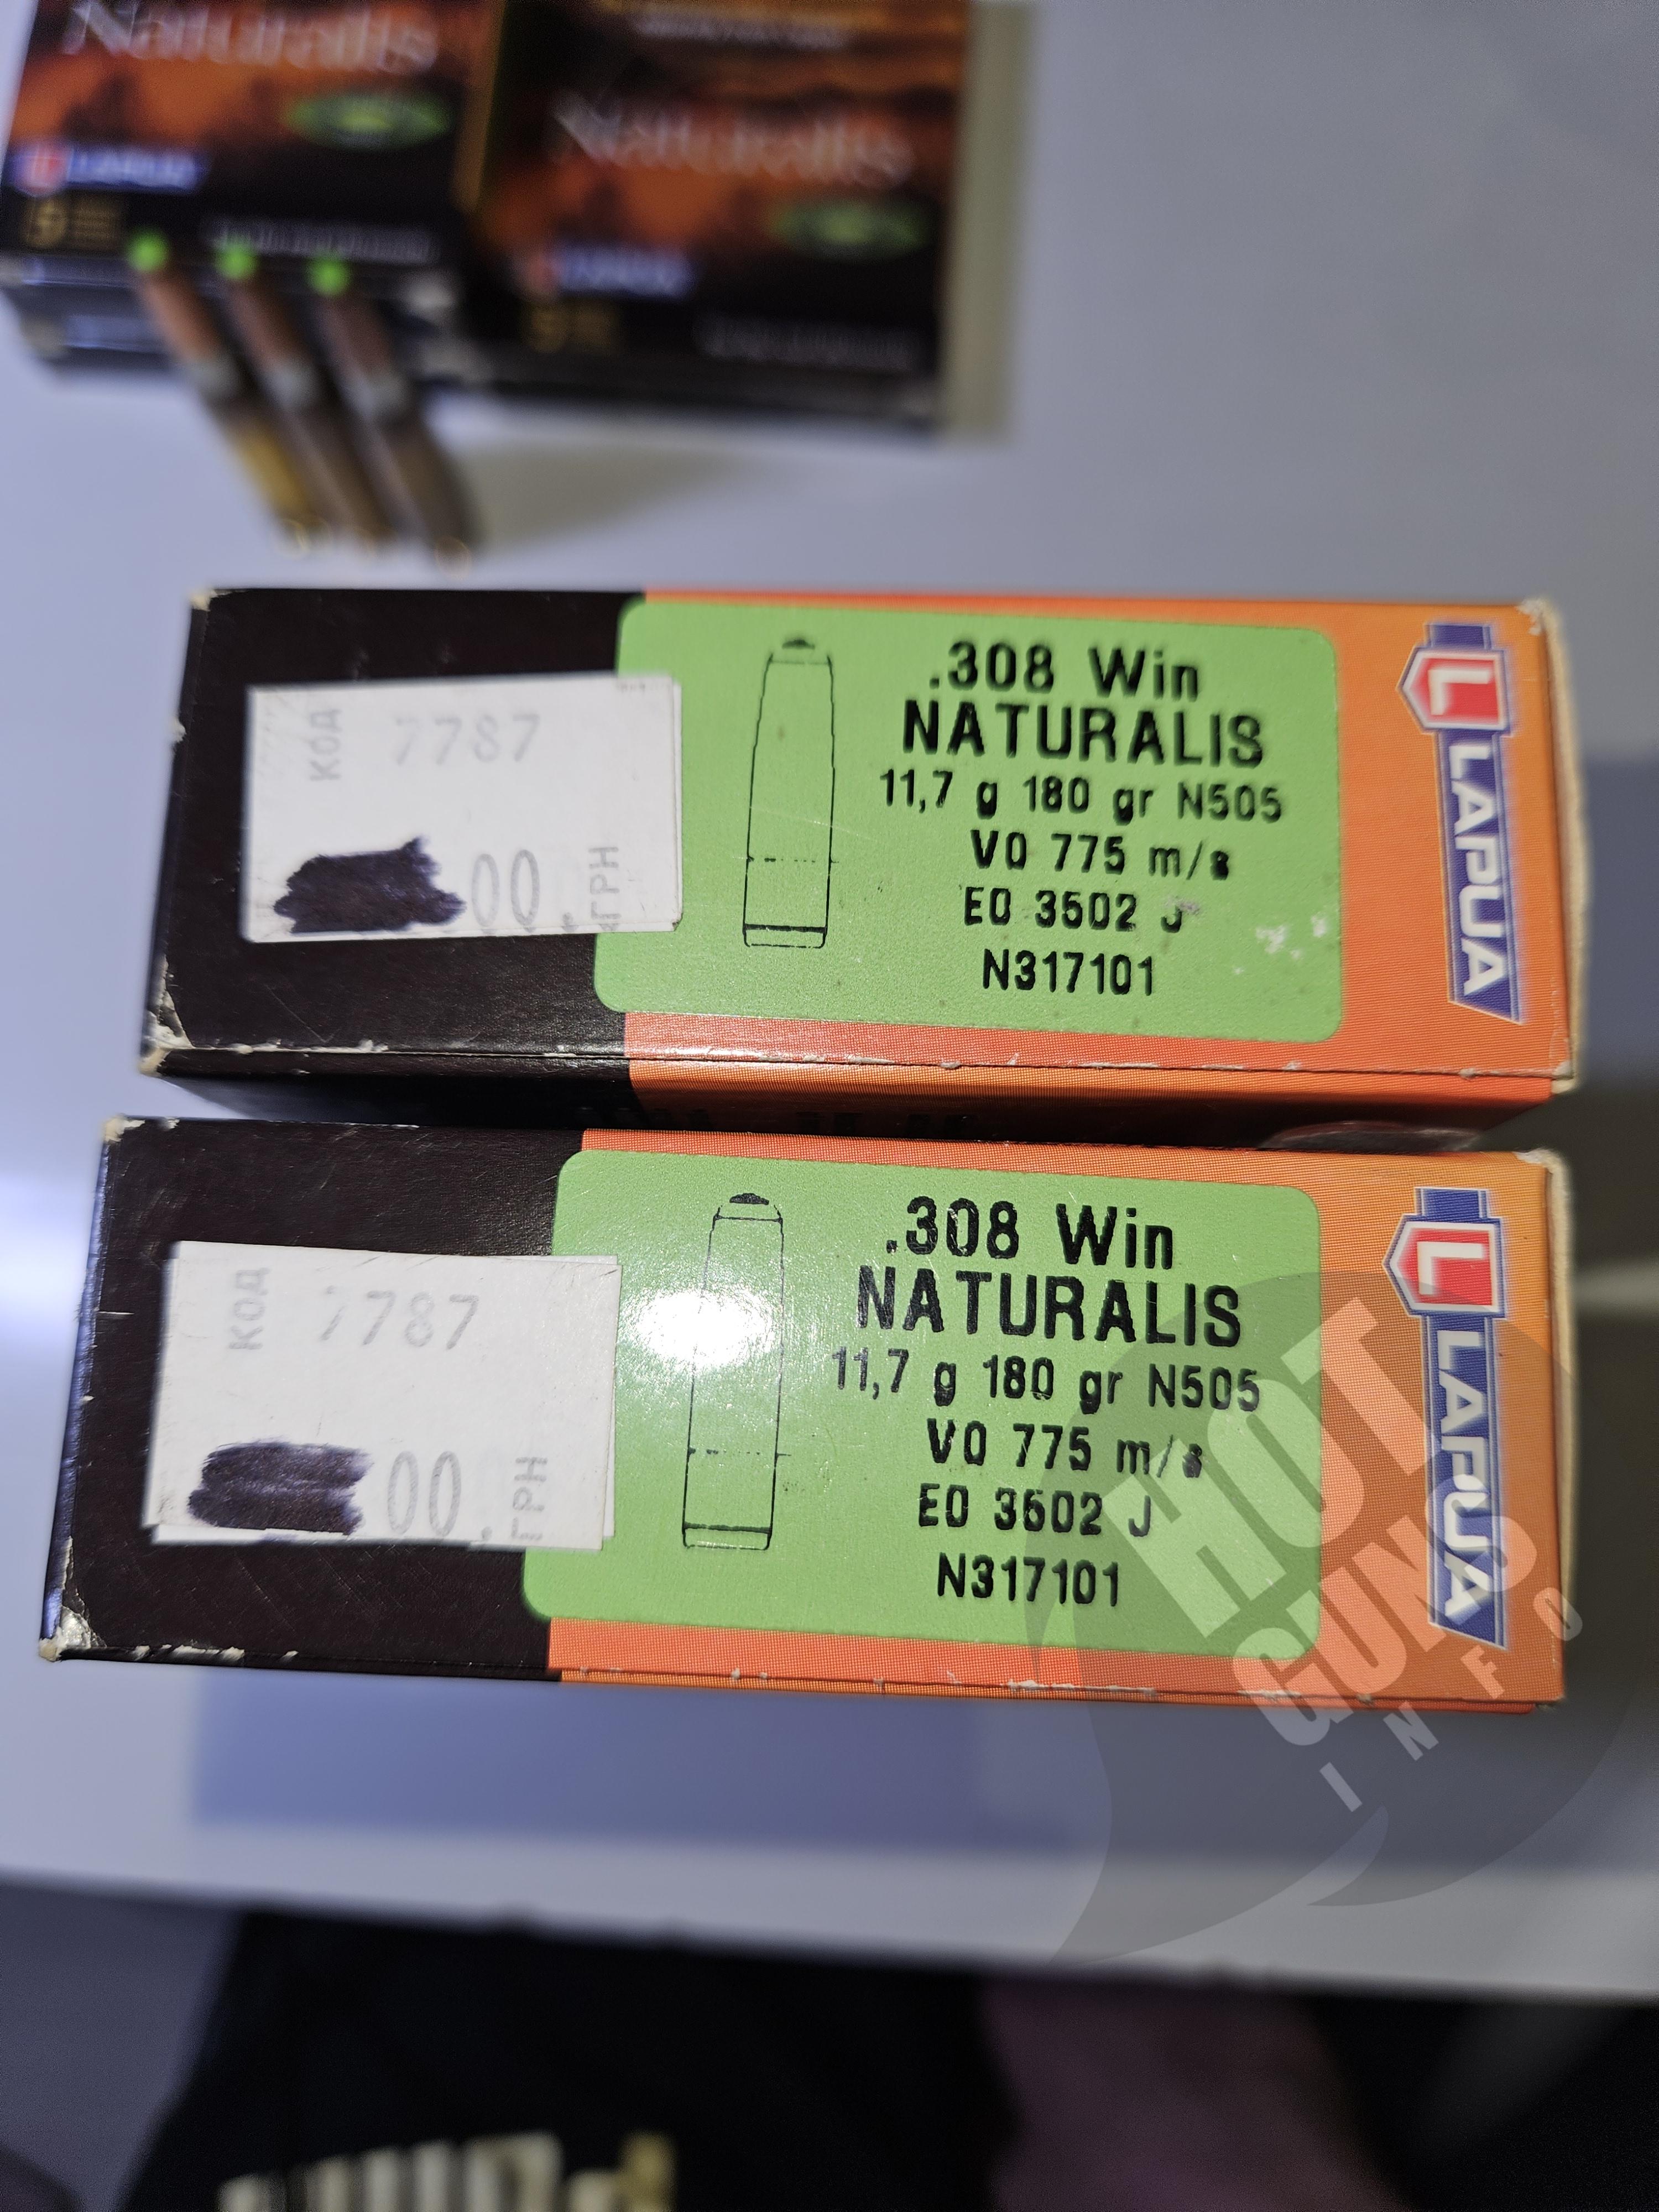 Naturalis
LAPUA
Naturalis
КОД 7787
00.
ГРН
.308 Win
NATURALIS
11,7 g 180 gr N505
V0 775 m/s
E0 3502 J
N317101
LAPUA
КОД 7787
00.
ГРН
.308 Win
NATURALIS
11,7 g 180 gr N505
V0 775 m/s
E0 3502 J
N317101
LAPUA
HOT
GUNS
INFO